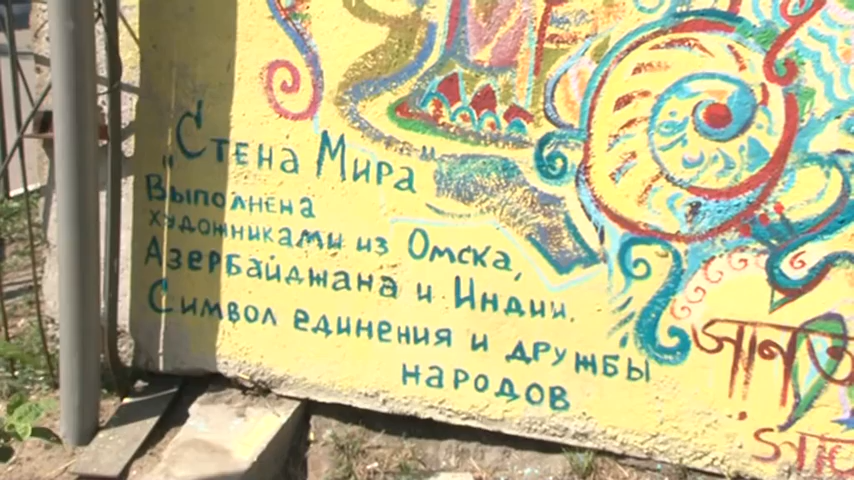 "Стена Мира"
Выполнена
художниками из Омска,
Азербайджана и Индии.
Символ единения и дружбы
народов